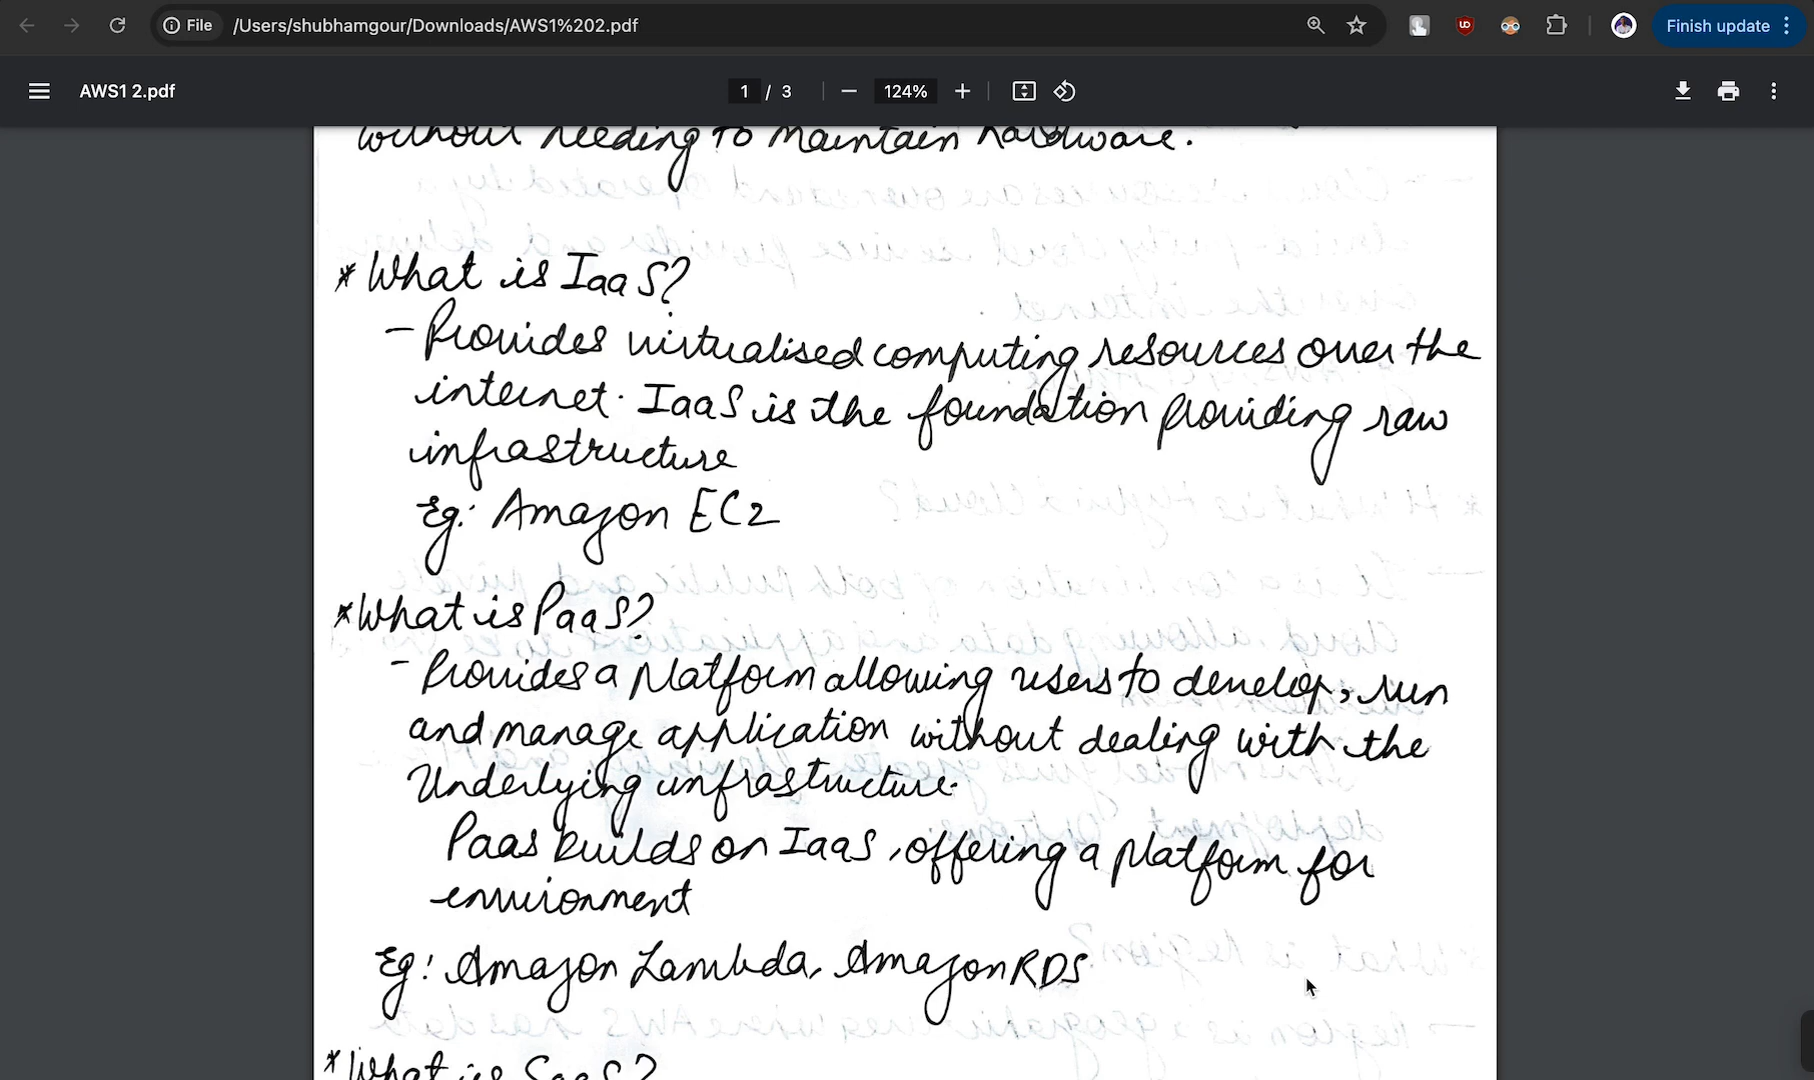 File /Users/shubhamgour/Downloads/AWS1%202.pdf Finish update
AWS1 2.pdf 1 / 3 124%
without needing to maintain hardware.
* What is IaaS?
- Provides virtualised computing resources over the
internet. IaaS is the foundation providing raw
infrastructure
Eg: Amazon EC2
* What is PaaS?
- Provides a platform allowing users to develop, run
and manage application without dealing with the
Underlying infrastructure.
PaaS builds on IaaS, offering a platform for
environment
Eg: Amazon Lambda, Amazon RDS
* What is SaaS?